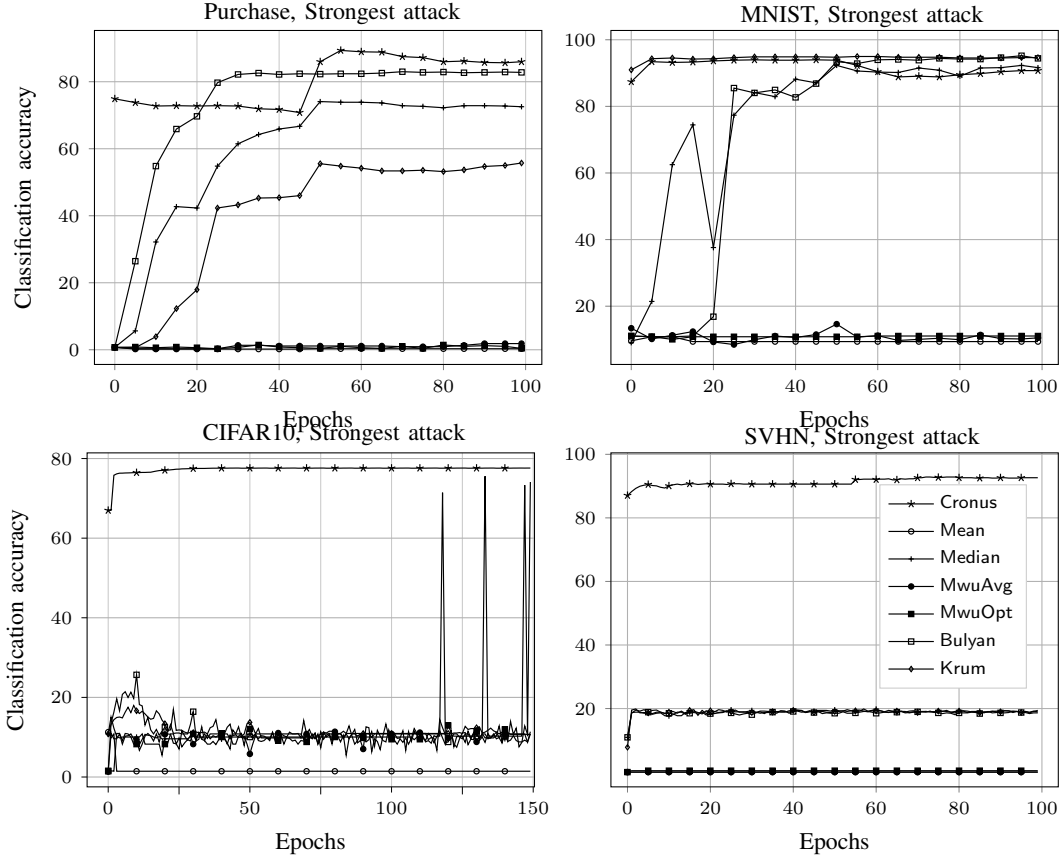 Purchase, Strongest attack
MNIST, Strongest attack
Classification accuracy
80
60
40
20
0
0 20 40 60 80 100
Epochs
100
80
60
40
20
0 20 40 60 80 100
Epochs
CIFAR10, Strongest attack
SVHN, Strongest attack
Classification accuracy
80
60
40
20
0
0 50 100 150
Epochs
100
80
60
40
20
0 20 40 60 80 100
Epochs
Cronus
Mean
Median
MwuAvg
MwuOpt
Bulyan
Krum